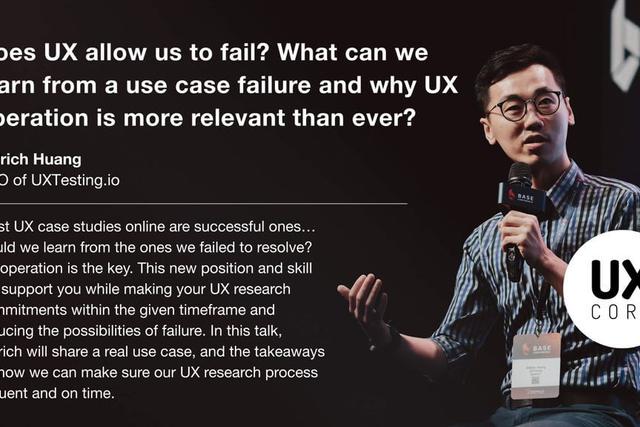 oes UX allow us to fail? What can we
arn from a use case failure and why UX
peration is more relevant than ever?
rich Huang
O of UXTesting.io
st UX case studies online are successful ones…
uld we learn from the ones we failed to resolve?
operation is the key. This new position and skill
support you while making your UX research
mmitments within the given timeframe and
ucing the possibilities of failure. In this talk,
rich will share a real use case, and the takeaways
how we can make sure our UX research process
uent and on time.
BASE
UX
COR
BASE